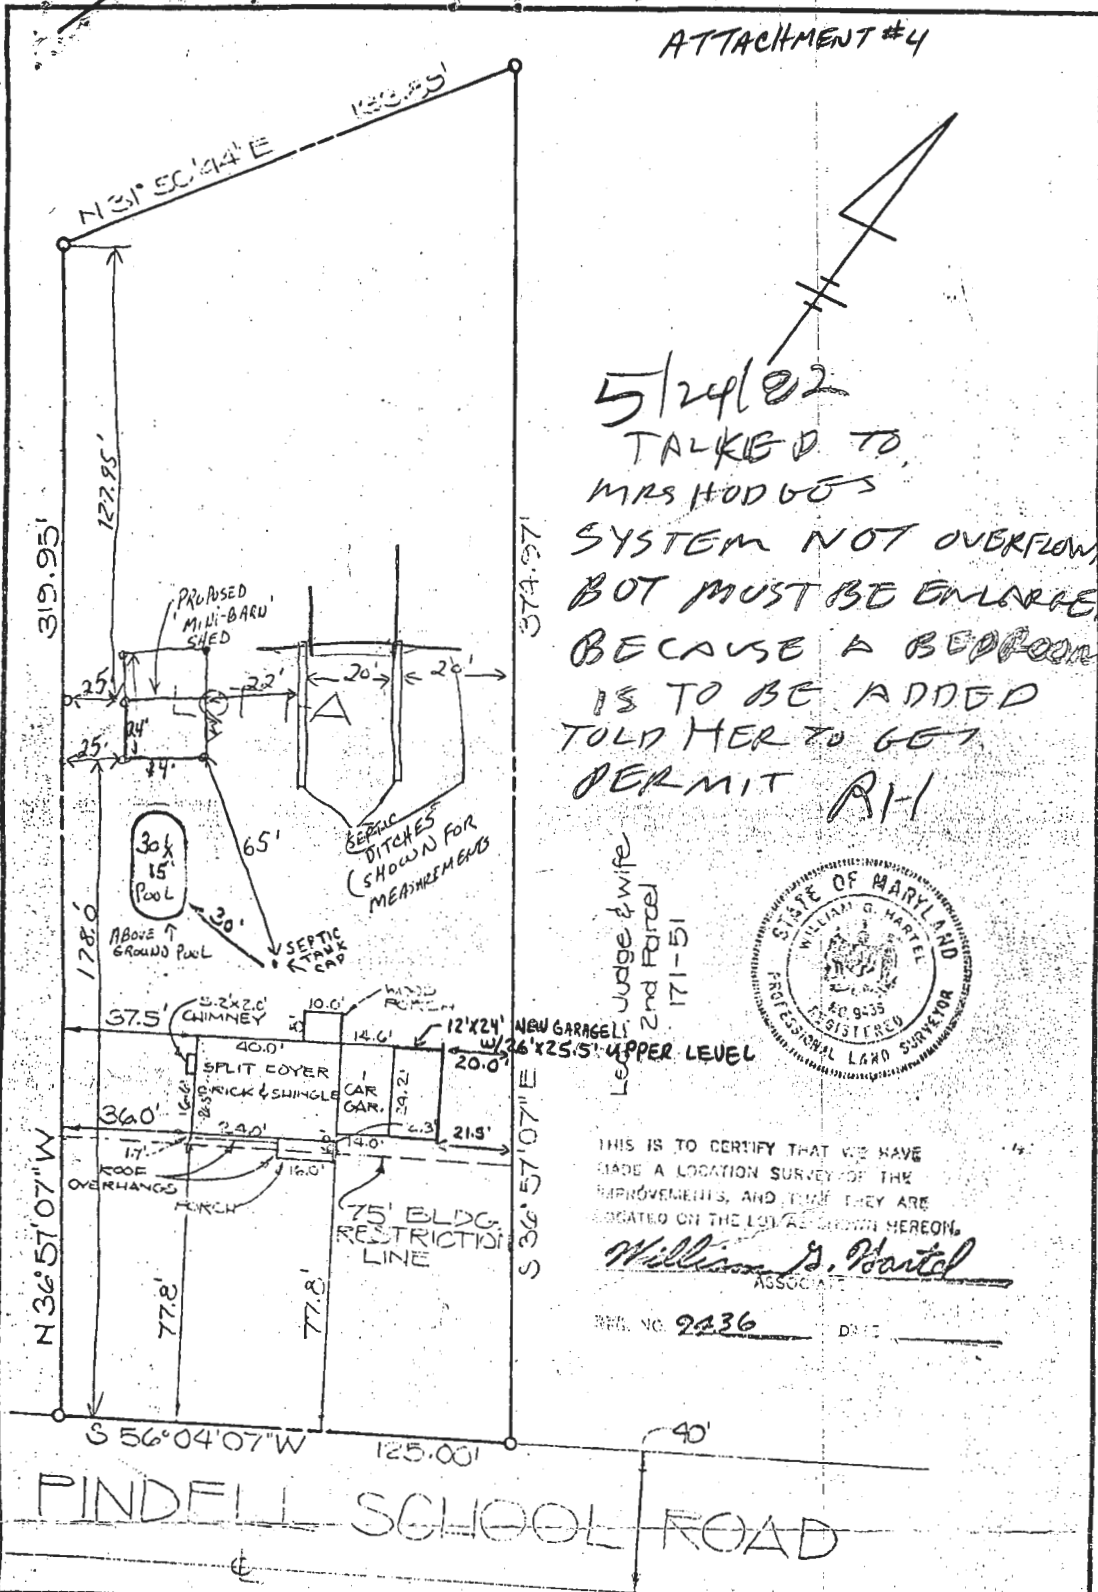 ATTACHMENT #4
N 31° 50' 44" E
5/24/82
TALKED TO
MRS HODGES
SYSTEM NOT OVERFLOW
BUT MUST BE ENLARGE
BECAUSE A BEDROOM
IS TO BE ADDED
TOLD HER TO GET
PERMIT RH
127.95'
319.95'
374.97'
PROPOSED
MINI-BARN
SHED
25'
22'
20'
20'
24'
25'
65'
SEPTIC
DITCHES
(SHOWN FOR
MEASUREMENTS
30 X
15'
POOL
30'
ABOVE
GROUND POOL
SEPTIC
TANK
CAP
178.0'
Judge & Wife
2nd Parcel
171-51
STATE OF MARYLAND
WILLIAM G. HARTEL
REGISTERED
PROFESSIONAL LAND SURVEYOR
37.5'
CHIMNEY
10.0'
WOOD
PORCH
14.6'
12'X24' NEW GARAGE
W/26'X25.5' UPPER LEVEL
40.0'
20.0'
SPLIT FOYER
BRICK & SHINGLE
1
CAR
GAR.
24.2'
36.0'
24.0'
14.0'
2.3'
21.5'
1.7'
ROOF
OVERHANGS
PORCH
16.0'
75' BLDG.
RESTRICTION
LINE
77.8'
77.8'
N 36° 57' 07" W
S 36° 57' 07" E
THIS IS TO CERTIFY THAT WE HAVE
MADE A LOCATION SURVEY OF THE
IMPROVEMENTS, AND THAT THEY ARE
LOCATED ON THE LOT AS SHOWN HEREON.
William G. Hartel
ASSOCIATE
REG. NO. 9436 DATE
S 56° 04' 07" W
125.00'
40'
PINDELL SCHOOL ROAD